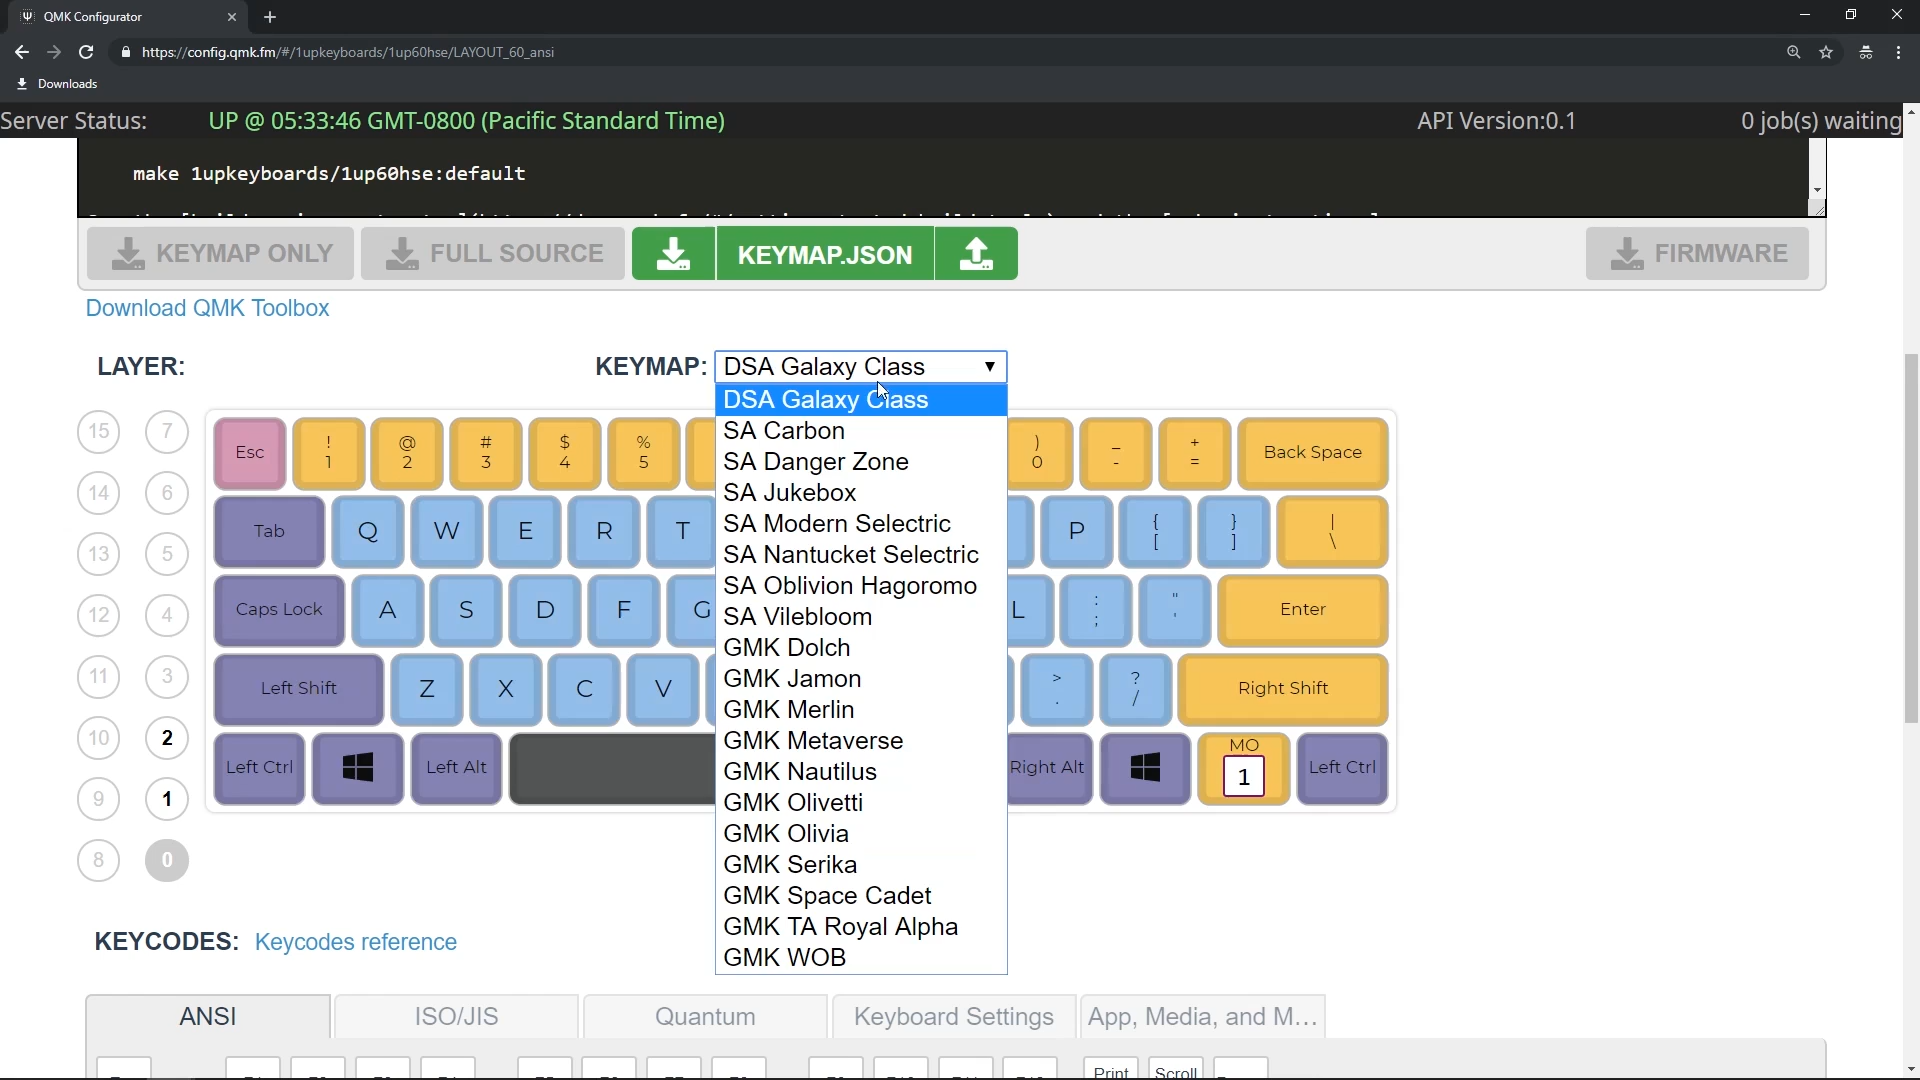 QMK Configurator
https://config.qmk.fm/#/1upkeyboards/1up60hse/LAYOUT_60_ansi
Downloads
Server Status: UP @ 05:33:46 GMT-0800 (Pacific Standard Time) API Version:0.1 0 job(s) waiting
make 1upkeyboards/1up60hse:default
KEYMAP ONLY FULL SOURCE KEYMAP.JSON FIRMWARE
Download QMK Toolbox
LAYER: KEYMAP: DSA Galaxy Class
DSA Galaxy Class
SA Carbon
SA Danger Zone
SA Jukebox
SA Modern Selectric
SA Nantucket Selectric
SA Oblivion Hagoromo
SA Vilebloom
GMK Dolch
GMK Jamon
GMK Merlin
GMK Metaverse
GMK Nautilus
GMK Olivetti
GMK Olivia
GMK Serika
GMK Space Cadet
GMK TA Royal Alpha
GMK WOB
15 7
14 6
13 5
12 4
11 3
10 2
9 1
8 0
Esc ! 1 @ 2 # 3 $ 4 % 5 ) 0 _ - + = Back Space
Tab Q W E R T P { [ } ] | \
Caps Lock A S D F G L : ; " ' Enter
Left Shift Z X C V > . ? / Right Shift
Left Ctrl Left Alt Right Alt MO 1 Left Ctrl
KEYCODES: Keycodes reference
ANSI ISO/JIS Quantum Keyboard Settings App, Media, and M...
Print Scroll